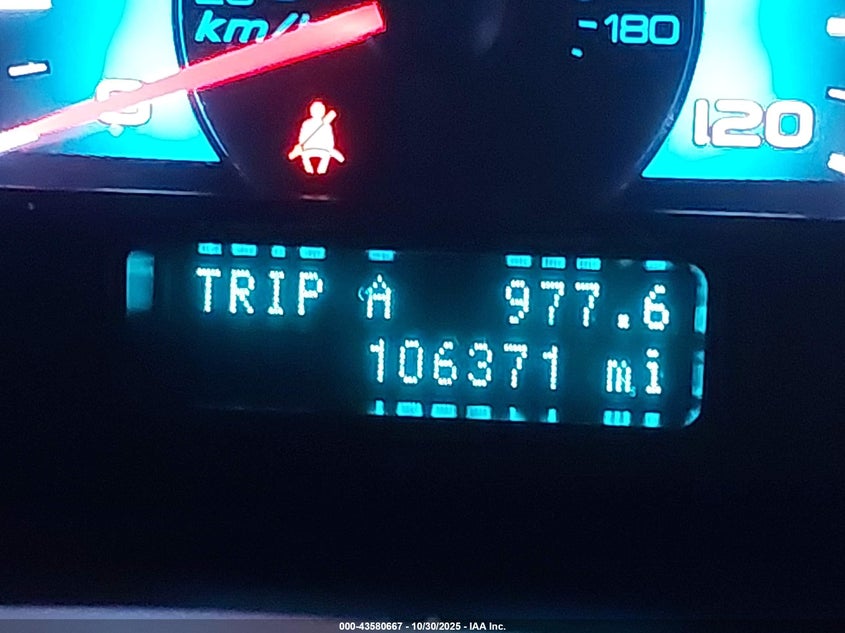 km/h
180
120
TRIP A 977.6
106371 mi
000-43580667 - 10/30/2025 - IAA Inc.